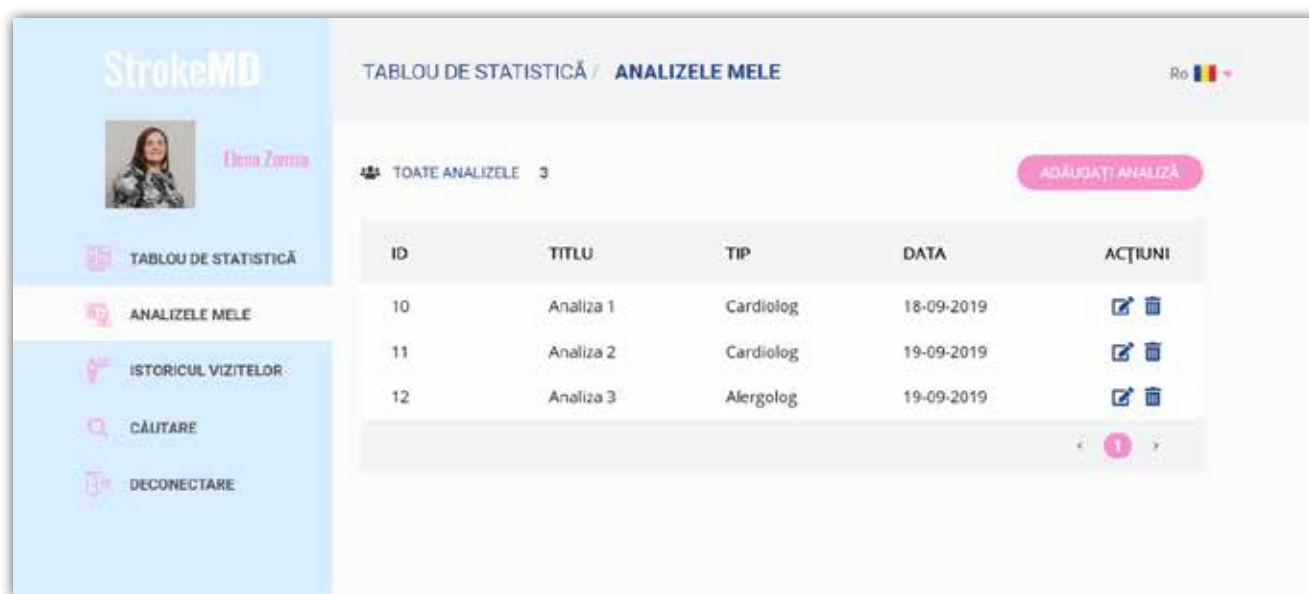 StrokeMD
TABLOU DE STATISTICĂ / ANALIZELE MELE
Ro
Elena
TOATE ANALIZELE 3
ADĂUGAȚI ANALIZĂ
TABLOU DE STATISTICĂ
ANALIZELE MELE
ISTORICUL VIZITELOR
CĂUTARE
DECONECTARE
ID TITLU TIP DATA ACȚIUNI
10 Analiza 1 Cardiolog 18-09-2019
11 Analiza 2 Cardiolog 19-09-2019
12 Analiza 3 Alergolog 19-09-2019
‹ 1 ›